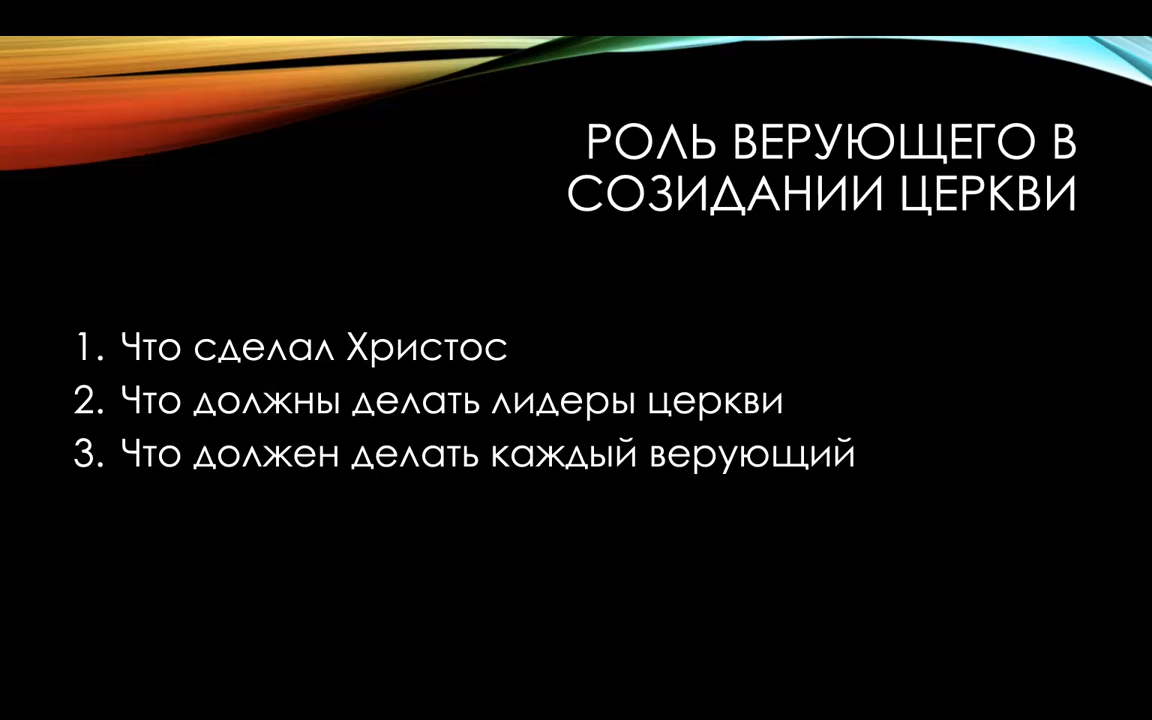 РОЛЬ ВЕРУЮЩЕГО В
СОЗИДАНИИ ЦЕРКВИ
1. Что сделал Христос
2. Что должны делать лидеры церкви
3. Что должен делать каждый верующий